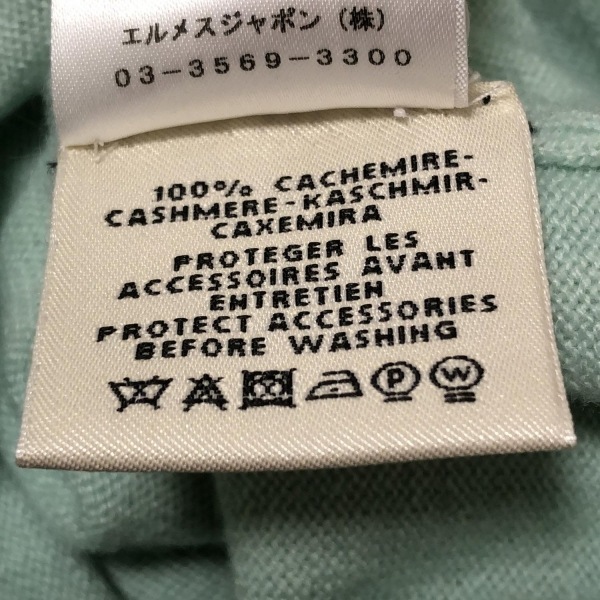 エルメスジャポン（株）
03-3569-3300
100% CACHEMIRE-
CASHMERE-KASCHMIR-
CAXEMIRA
PROTEGER LES
ACCESSOIRES AVANT
ENTRETIEN
PROTECT ACCESSORIES
BEFORE WASHING
P W